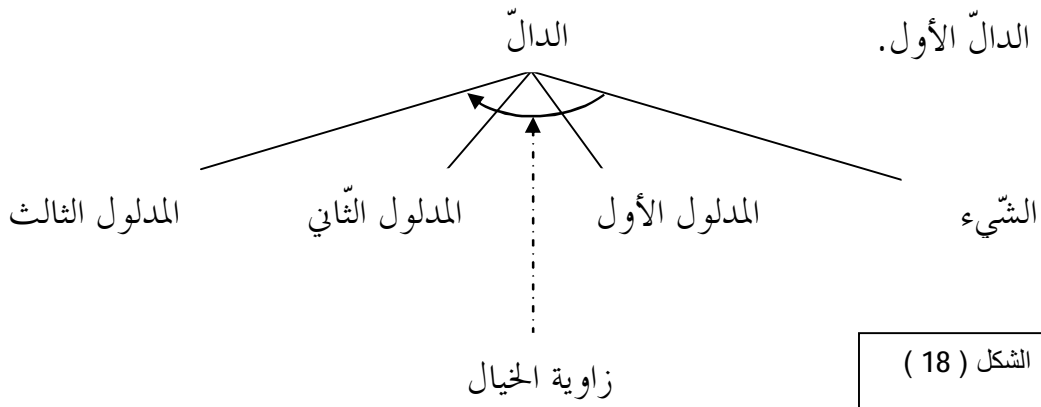 الدالّ الأول.
الدالّ
الشّيء
المدلول الأول
المدلول الثّاني
المدلول الثالث
زاوية الخيال
الشكل ( 18 )